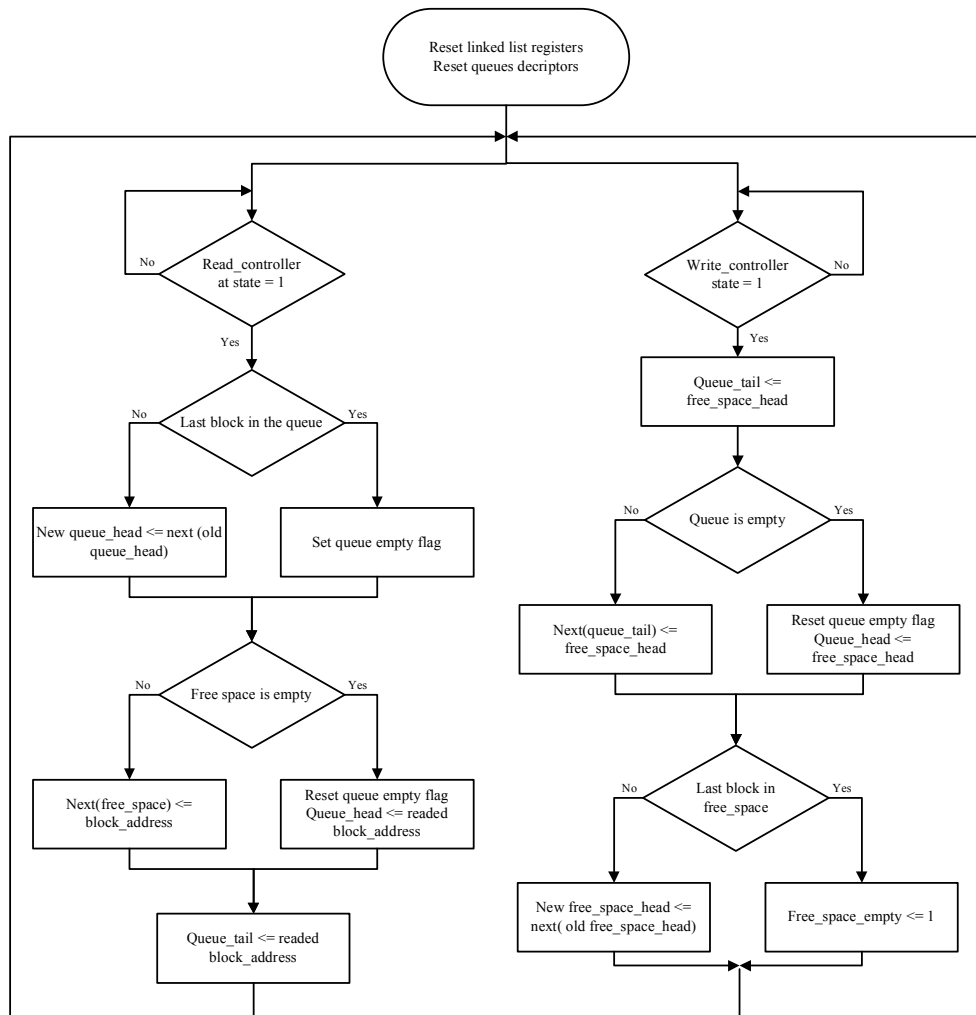 Reset linked list registers
Reset queues decriptors
No
Read_controller
at state = 1
Yes
No
Last block in the queue
Yes
New queue_head <= next (old
queue_head)
Set queue empty flag
No
Free space is empty
Yes
Next(free_space) <=
block_address
Reset queue empty flag
Queue_head <= readed
block_address
Queue_tail <= readed
block_address
Write_controller
state = 1
No
Yes
Queue_tail <=
free_space_head
No
Queue is empty
Yes
Next(queue_tail) <=
free_space_head
Reset queue empty flag
Queue_head <=
free_space_head
No
Last block in
free_space
Yes
New free_space_head <=
next( old free_space_head)
Free_space_empty <= 1